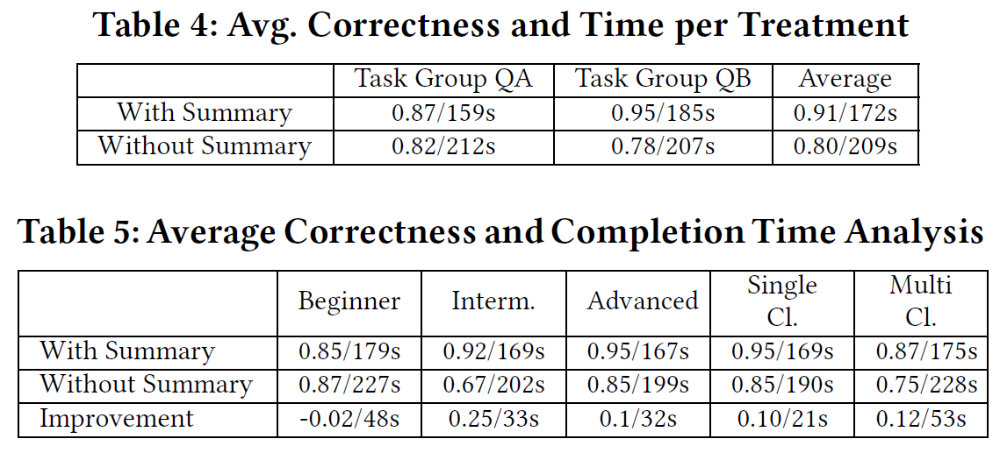 Table 4: Avg. Correctness and Time per Treatment
Task Group QA Task Group QB Average
With Summary 0.87/159s 0.95/185s 0.91/172s
Without Summary 0.82/212s 0.78/207s 0.80/209s
Table 5: Average Correctness and Completion Time Analysis
Beginner Interm. Advanced Single Cl. Multi Cl.
With Summary 0.85/179s 0.92/169s 0.95/167s 0.95/169s 0.87/175s
Without Summary 0.87/227s 0.67/202s 0.85/199s 0.85/190s 0.75/228s
Improvement -0.02/48s 0.25/33s 0.1/32s 0.10/21s 0.12/53s